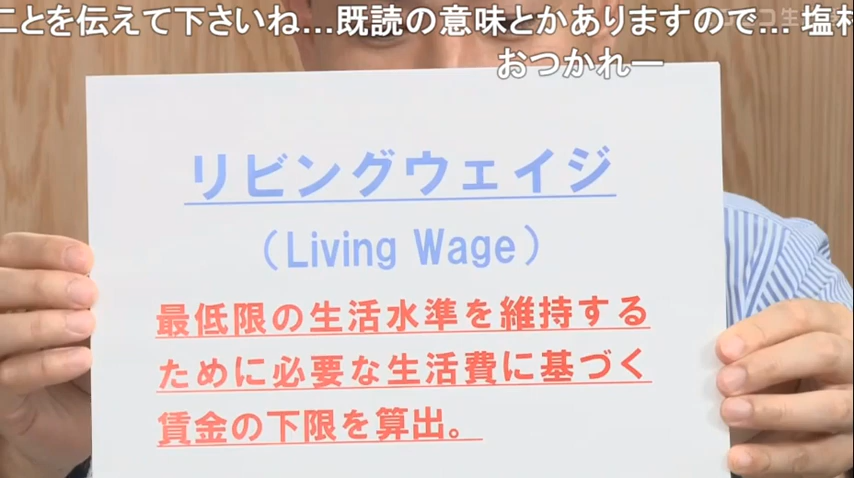 ことを伝えて下さいね…既読の意味とかありますので… 塩村
おつかれー
リビングウェイジ
（Living Wage）
最低限の生活水準を維持する
ために必要な生活費に基づく
賃金の下限を算出。